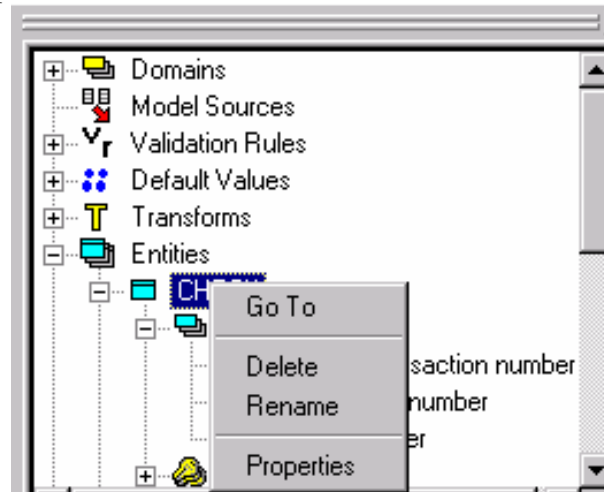 Domains
Model Sources
Validation Rules
Default Values
Transforms
Entities
Go To
Delete
saction number
Rename
number
er
Properties